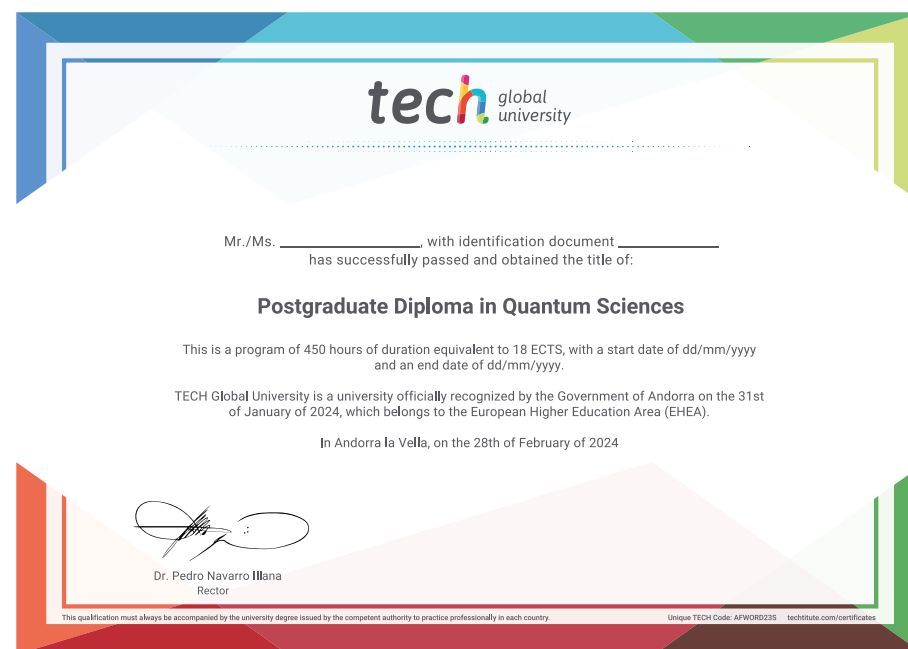 tech global
university
Mr./Ms. ____________________, with identification document ______________
has successfully passed and obtained the title of:
Postgraduate Diploma in Quantum Sciences
This is a program of 450 hours of duration equivalent to 18 ECTS, with a start date of dd/mm/yyyy
and an end date of dd/mm/yyyy.
TECH Global University is a university officially recognized by the Government of Andorra on the 31st
of January of 2024, which belongs to the European Higher Education Area (EHEA).
In Andorra la Vella, on the 28th of February of 2024
Dr. Pedro Navarro Illana
Rector
This qualification must always be accompanied by the university degree issued by the competent authority to practice professionally in each country. Unique TECH Code: AFWORD23S techtitute.com/certificates